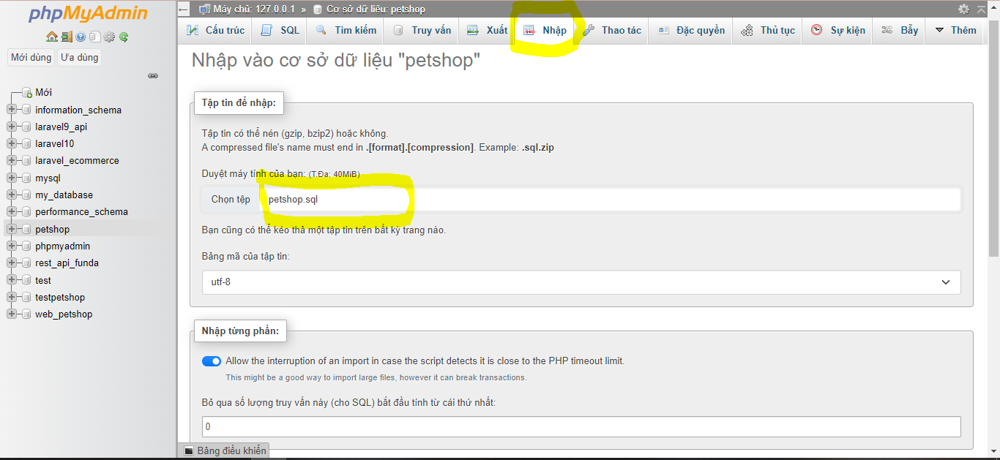 phpMyAdmin
Mới dùng Ưa dùng
Mới
information_schema
laravel9_api
laravel10
laravel_ecommerce
mysql
my_database
performance_schema
petshop
phpmyadmin
rest_api_funda
test
testpetshop
web_petshop
Máy chủ: 127.0.0.1 » Cơ sở dữ liệu: petshop
Cấu trúc SQL Tìm kiếm Truy vấn Xuất Nhập Thao tác Đặc quyền Thủ tục Sự kiện Bẫy Thêm
Nhập vào cơ sở dữ liệu "petshop"
Tập tin để nhập:
Tập tin có thể nén (gzip, bzip2) hoặc không.
A compressed file's name must end in .[format].[compression]. Example: .sql.zip
Duyệt máy tính của bạn: (T.Đa: 40MiB)
Chọn tệp petshop.sql
Bạn cũng có thể kéo thả một tập tin trên bất kỳ trang nào.
Bảng mã của tập tin:
utf-8
Nhập từng phần:
Allow the interruption of an import in case the script detects it is close to the PHP timeout limit.
This might be a good way to import large files, however it can break transactions.
Bỏ qua số lượng truy vấn này (cho SQL) bắt đầu tính từ cái thứ nhất:
0
Bảng điều khiển